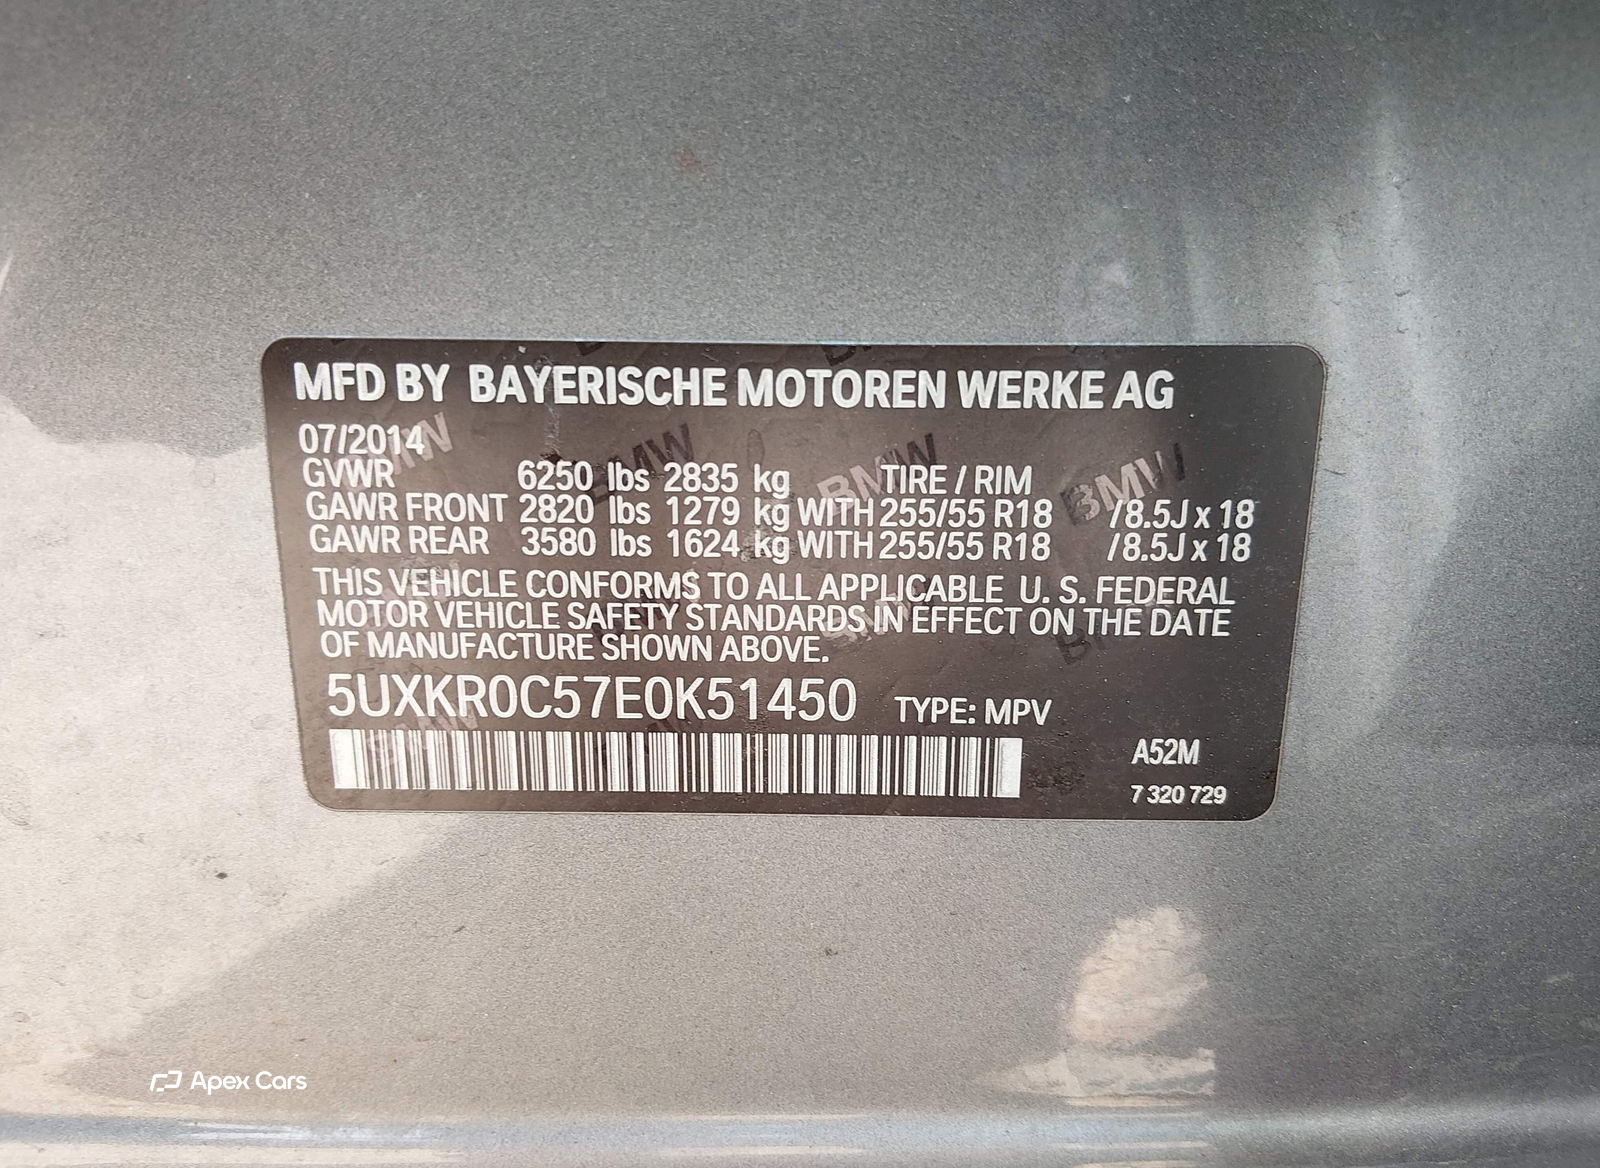 MFD BY BAYERISCHE MOTOREN WERKE AG
07/2014
GVWR 6250 lbs 2835 kg TIRE / RIM
GAWR FRONT 2820 lbs 1279 kg WITH 255/55 R18 /8.5J x 18
GAWR REAR 3580 lbs 1624 kg WITH 255/55 R18 /8.5J x 18
THIS VEHICLE CONFORMS TO ALL APPLICABLE U. S. FEDERAL
MOTOR VEHICLE SAFETY STANDARDS IN EFFECT ON THE DATE
OF MANUFACTURE SHOWN ABOVE.
5UXKR0C57E0K51450 TYPE: MPV
A52M
7 320 729
Apex Cars